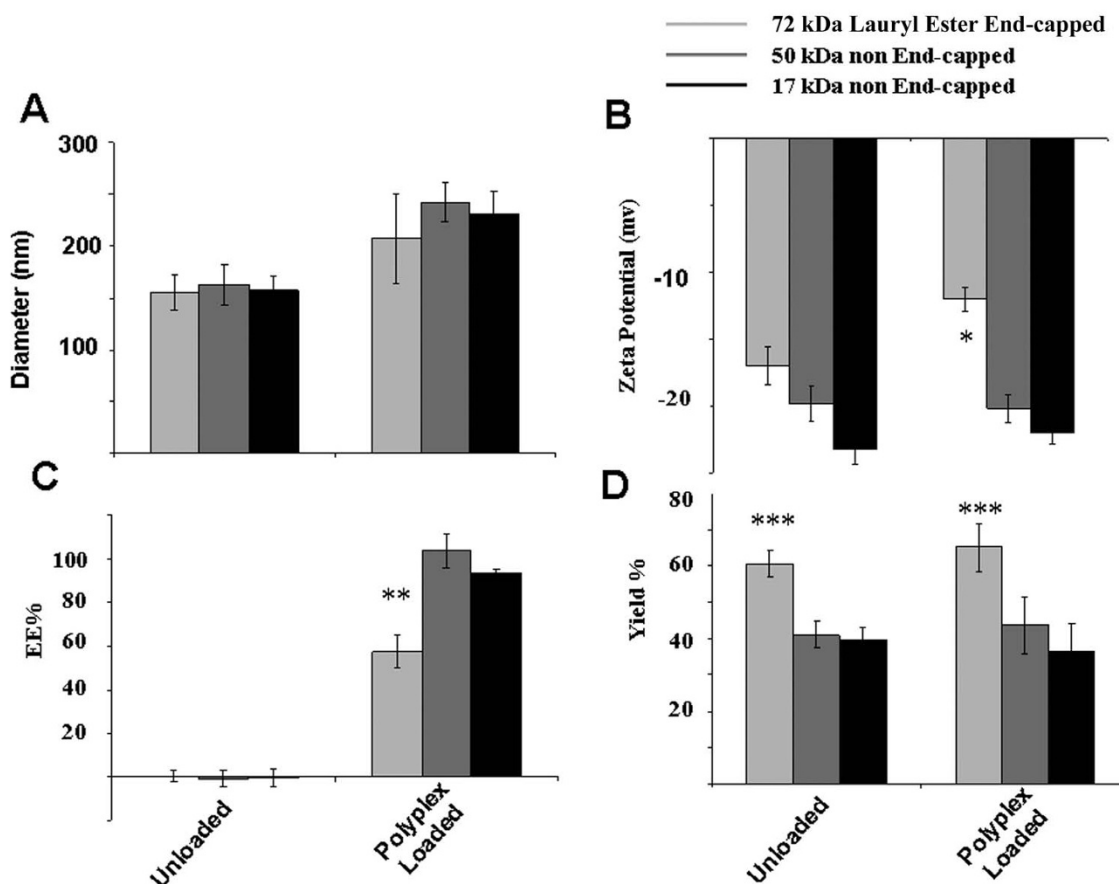 72 kDa Lauryl Ester End-capped
50 kDa non End-capped
17 kDa non End-capped
A
300
200
100
Diameter (nm)
B
-10
-20
Zeta Potential (mv)
*
C
100
80
60
40
20
EE%
**
Unloaded
Polyplex
Loaded
D
80
60
40
20
Yield %
***
***
Unloaded
Polyplex
Loaded